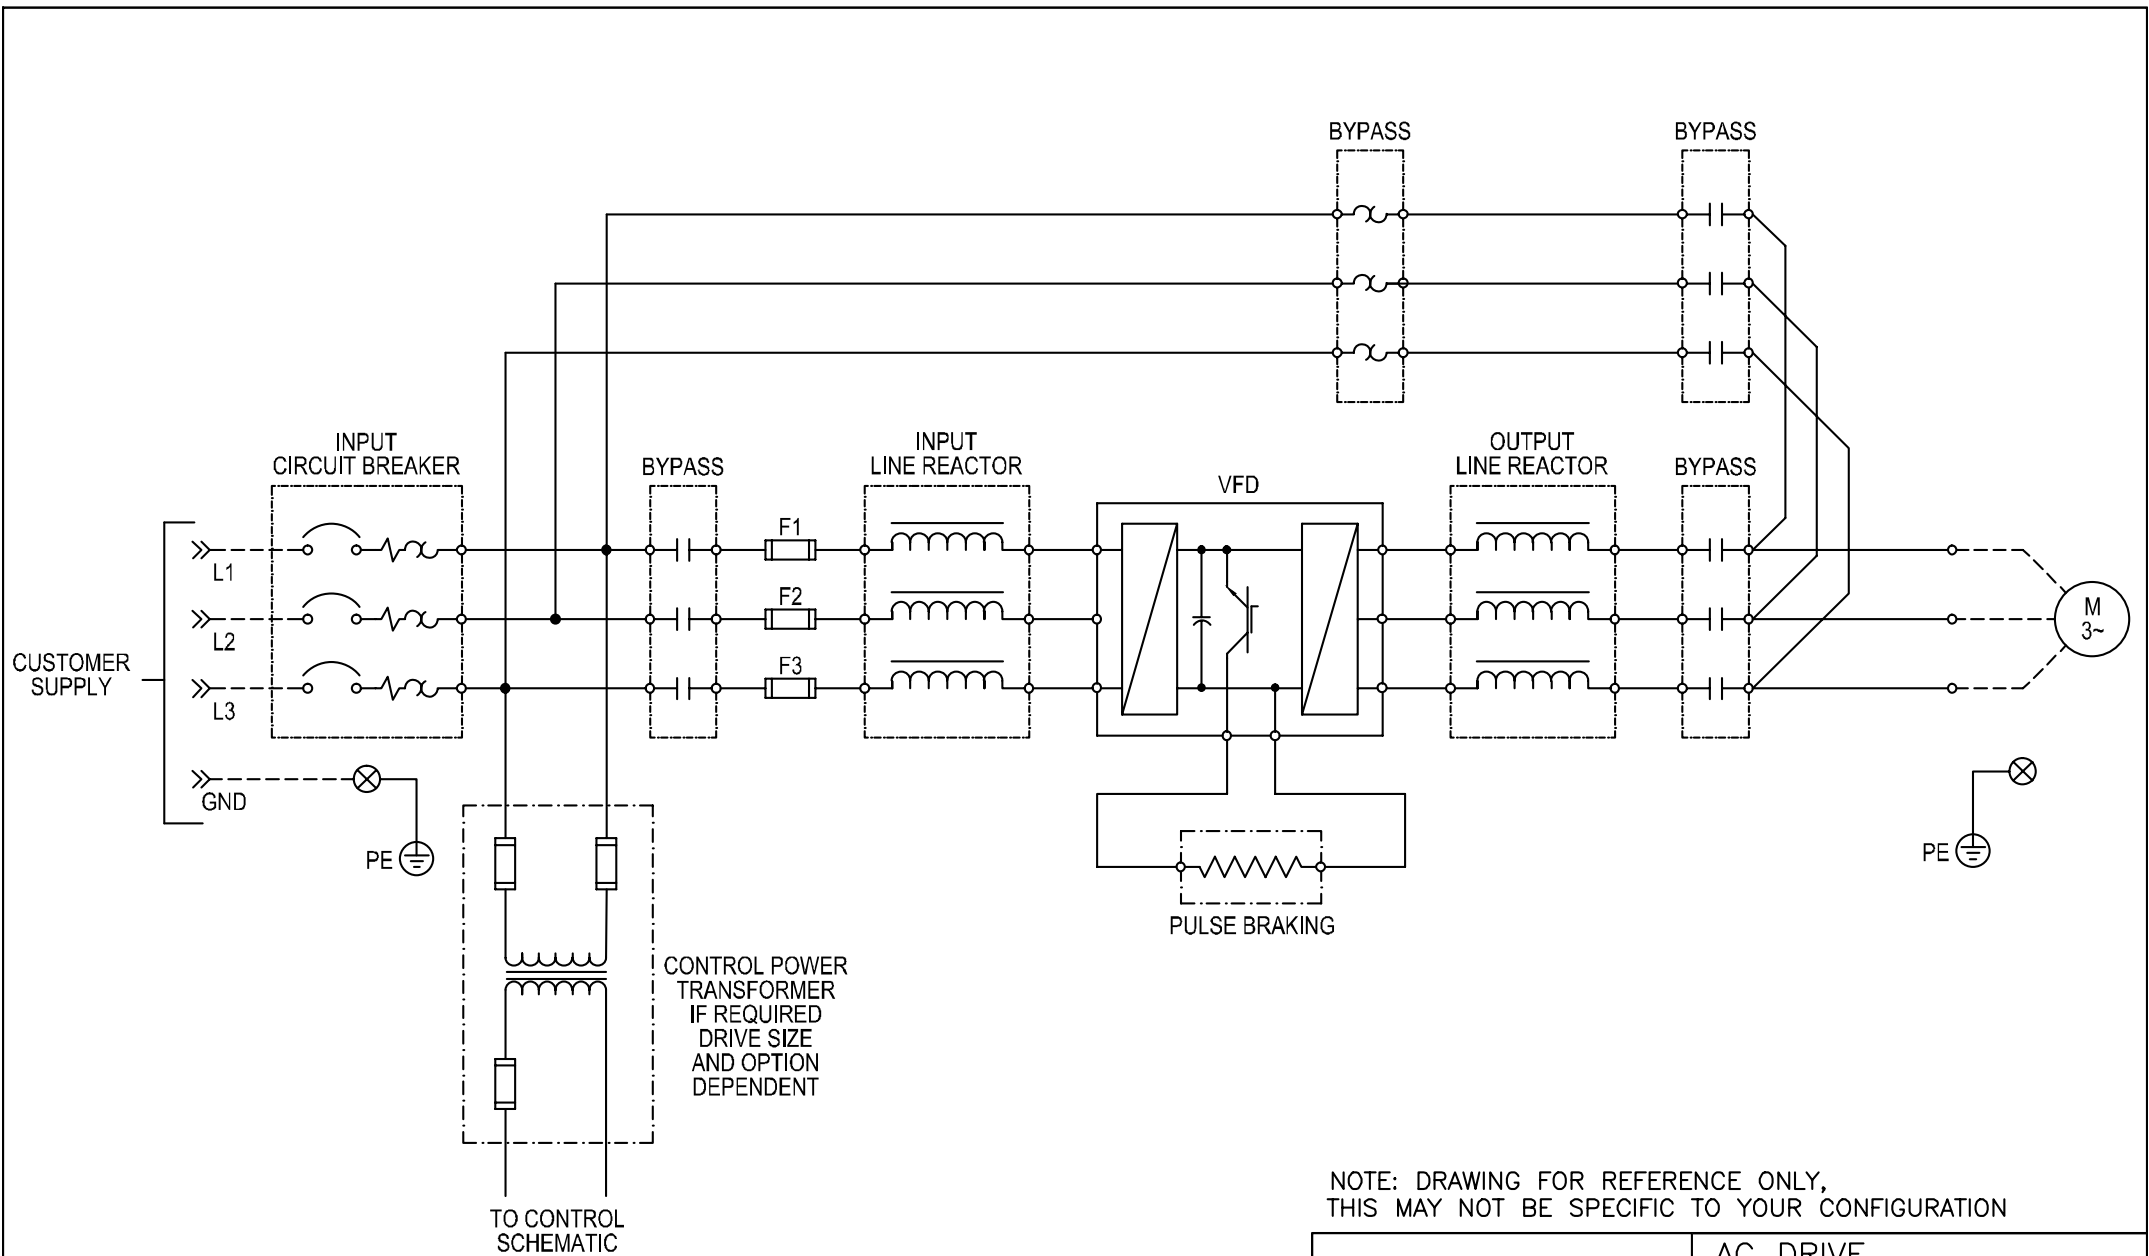 BYPASS
BYPASS
INPUT
CIRCUIT BREAKER
BYPASS
INPUT
LINE REACTOR
VFD
OUTPUT
LINE REACTOR
BYPASS
F1
L1
F2
L2
F3
L3
M
3~
CUSTOMER
SUPPLY
GND
PE
PE
PULSE BRAKING
CONTROL POWER
TRANSFORMER
IF REQUIRED
DRIVE SIZE
AND OPTION
DEPENDENT
TO CONTROL
SCHEMATIC
NOTE: DRAWING FOR REFERENCE ONLY,
THIS MAY NOT BE SPECIFIC TO YOUR CONFIGURATION
AC DRIVE